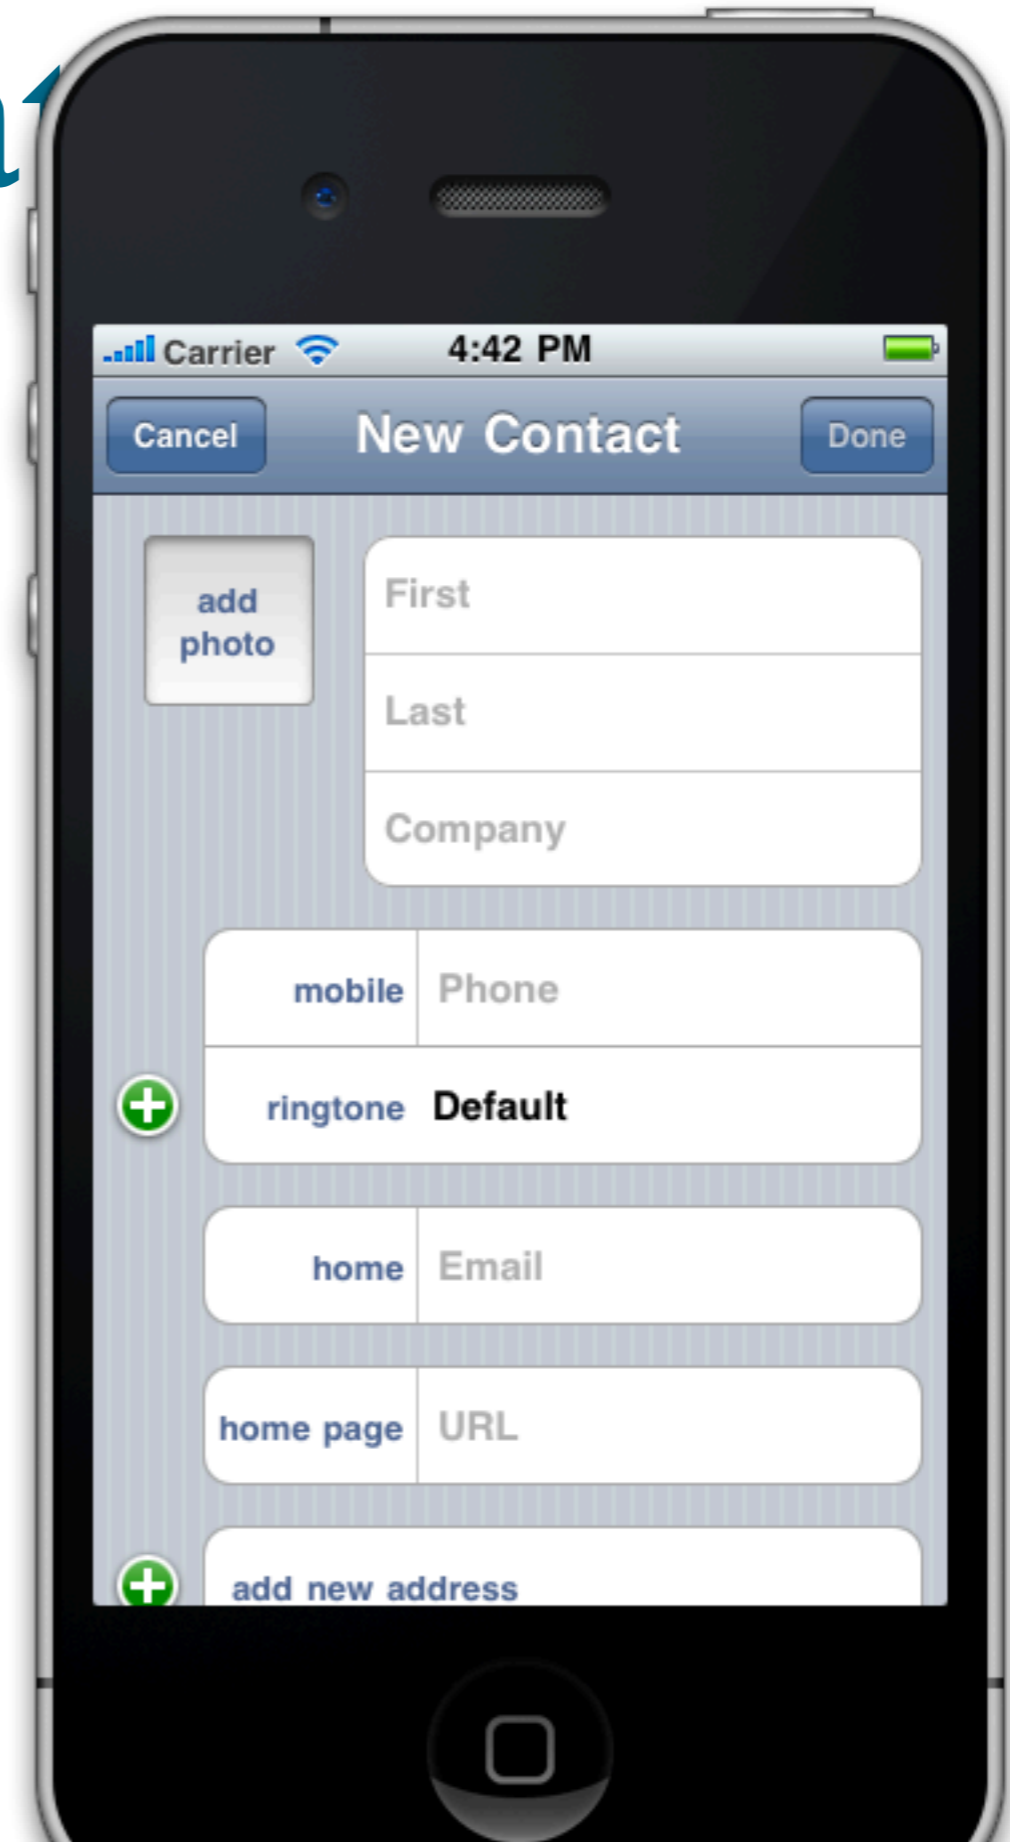 Carrier 4:42 PM
Cancel New Contact Done
add
photo
First
Last
Company
mobile Phone
ringtone Default
home Email
home page URL
add new address